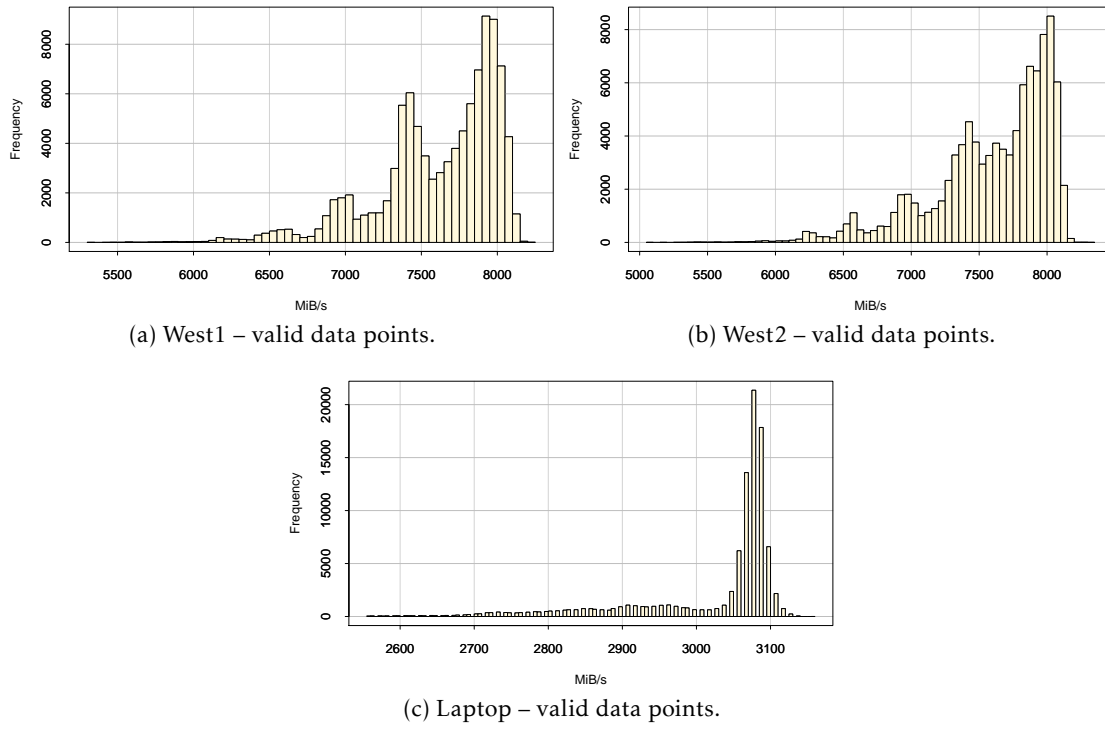 Frequency
0 2000 4000 6000 8000
5500 6000 6500 7000 7500 8000
MiB/s
(a) West1 – valid data points.
Frequency
0 2000 4000 6000 8000
5000 5500 6000 6500 7000 7500 8000
MiB/s
(b) West2 – valid data points.
Frequency
0 5000 10000 15000 20000
2600 2700 2800 2900 3000 3100
MiB/s
(c) Laptop – valid data points.